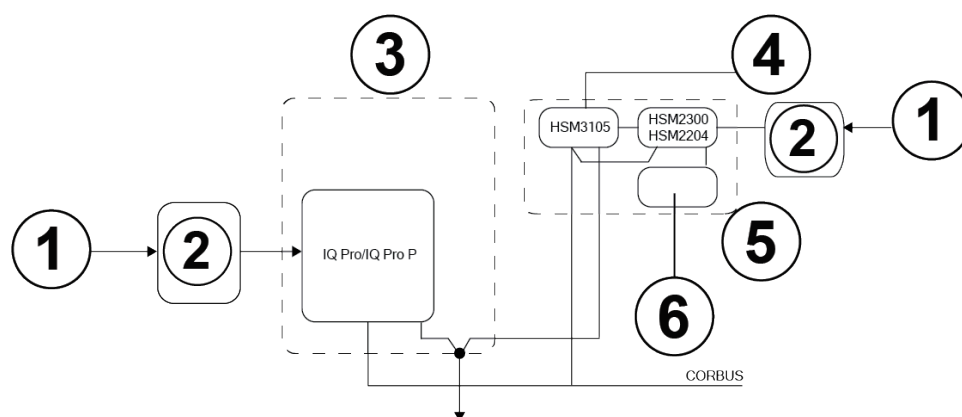 3
4
HSM3105
HSM2300
HSM2204
2
1
1
2
IQ Pro/IQ Pro P
5
6
CORBUS